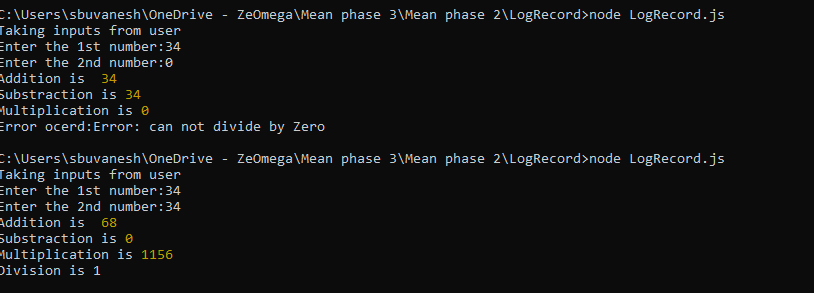 C:\Users\sbuvanesh\OneDrive - ZeOmega\Mean phase 3\Mean phase 2\LogRecord>node LogRecord.js
Taking inputs from user
Enter the 1st number:34
Enter the 2nd number:0
Addition is  34
Substraction is 34
Multiplication is 0
Error ocerd:Error: can not divide by Zero
C:\Users\sbuvanesh\OneDrive - ZeOmega\Mean phase 3\Mean phase 2\LogRecord>node LogRecord.js
Taking inputs from user
Enter the 1st number:34
Enter the 2nd number:34
Addition is  68
Substraction is 0
Multiplication is 1156
Division is 1